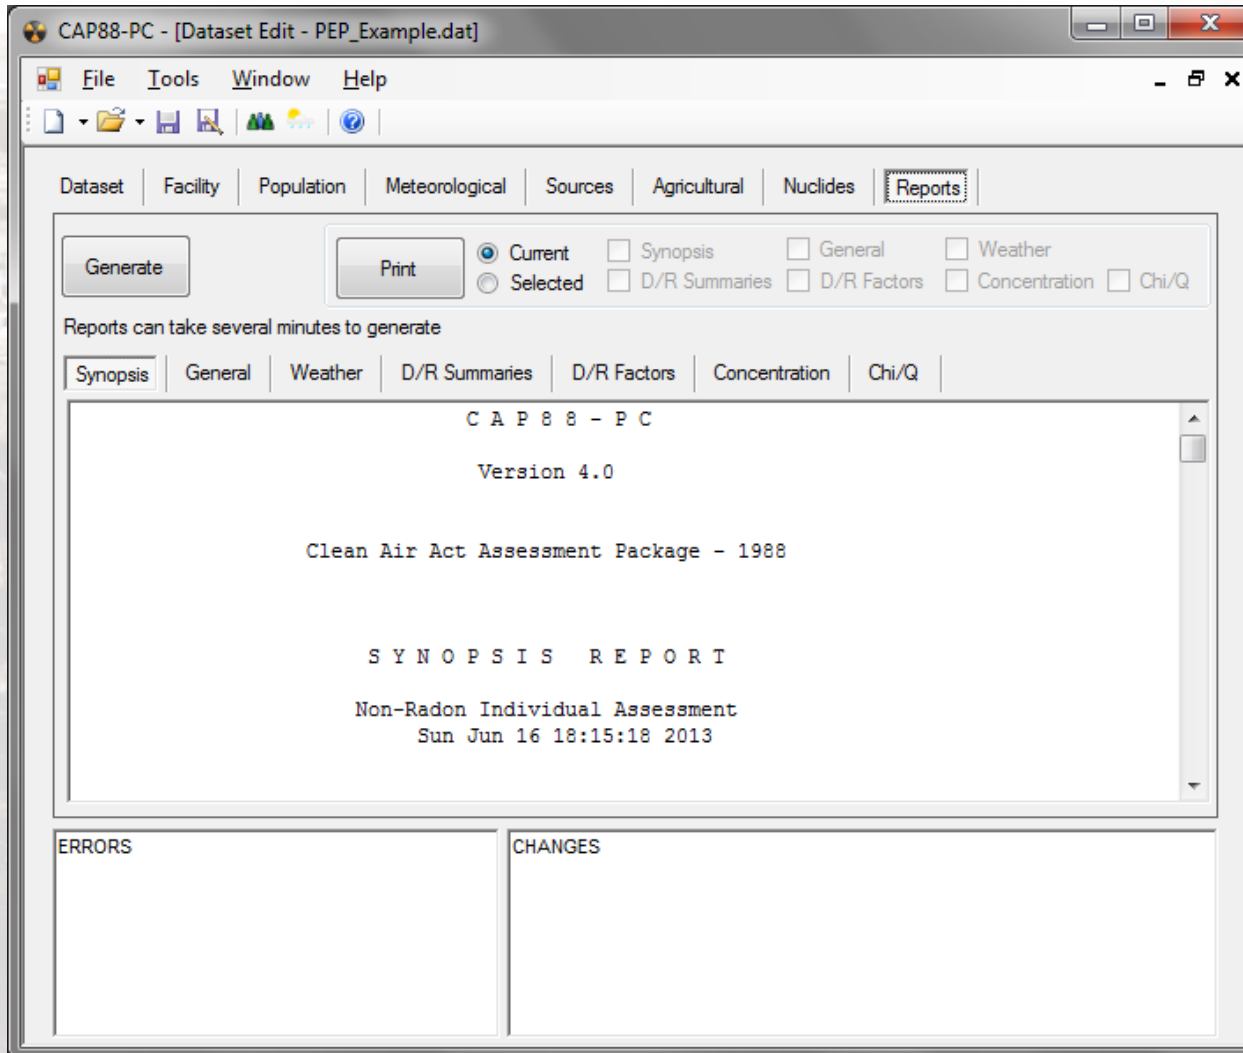 CAP88-PC - [Dataset Edit - PEP_Example.dat]
File Tools Window Help
Dataset Facility Population Meteorological Sources Agricultural Nuclides Reports
Generate Print Current Synopsis General Weather
Selected D/R Summaries D/R Factors Concentration Chi/Q
Reports can take several minutes to generate
Synopsis General Weather D/R Summaries D/R Factors Concentration Chi/Q
C A P 8 8 - P C
Version 4.0
Clean Air Act Assessment Package - 1988
S Y N O P S I S   R E P O R T
Non-Radon Individual Assessment
Sun Jun 16 18:15:18 2013
ERRORS CHANGES